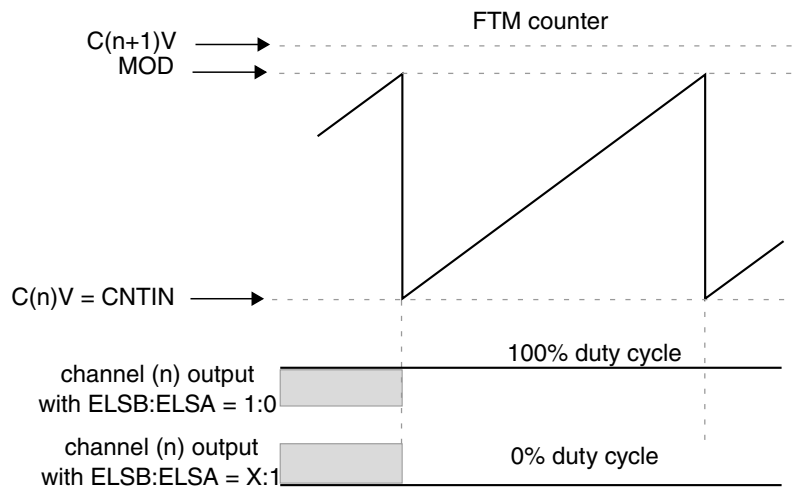 FTM counter
C(n+1)V
MOD
C(n)V = CNTIN
100% duty cycle
channel (n) output
with ELSB:ELSA = 1:0
channel (n) output
with ELSB:ELSA = X:1
0% duty cycle